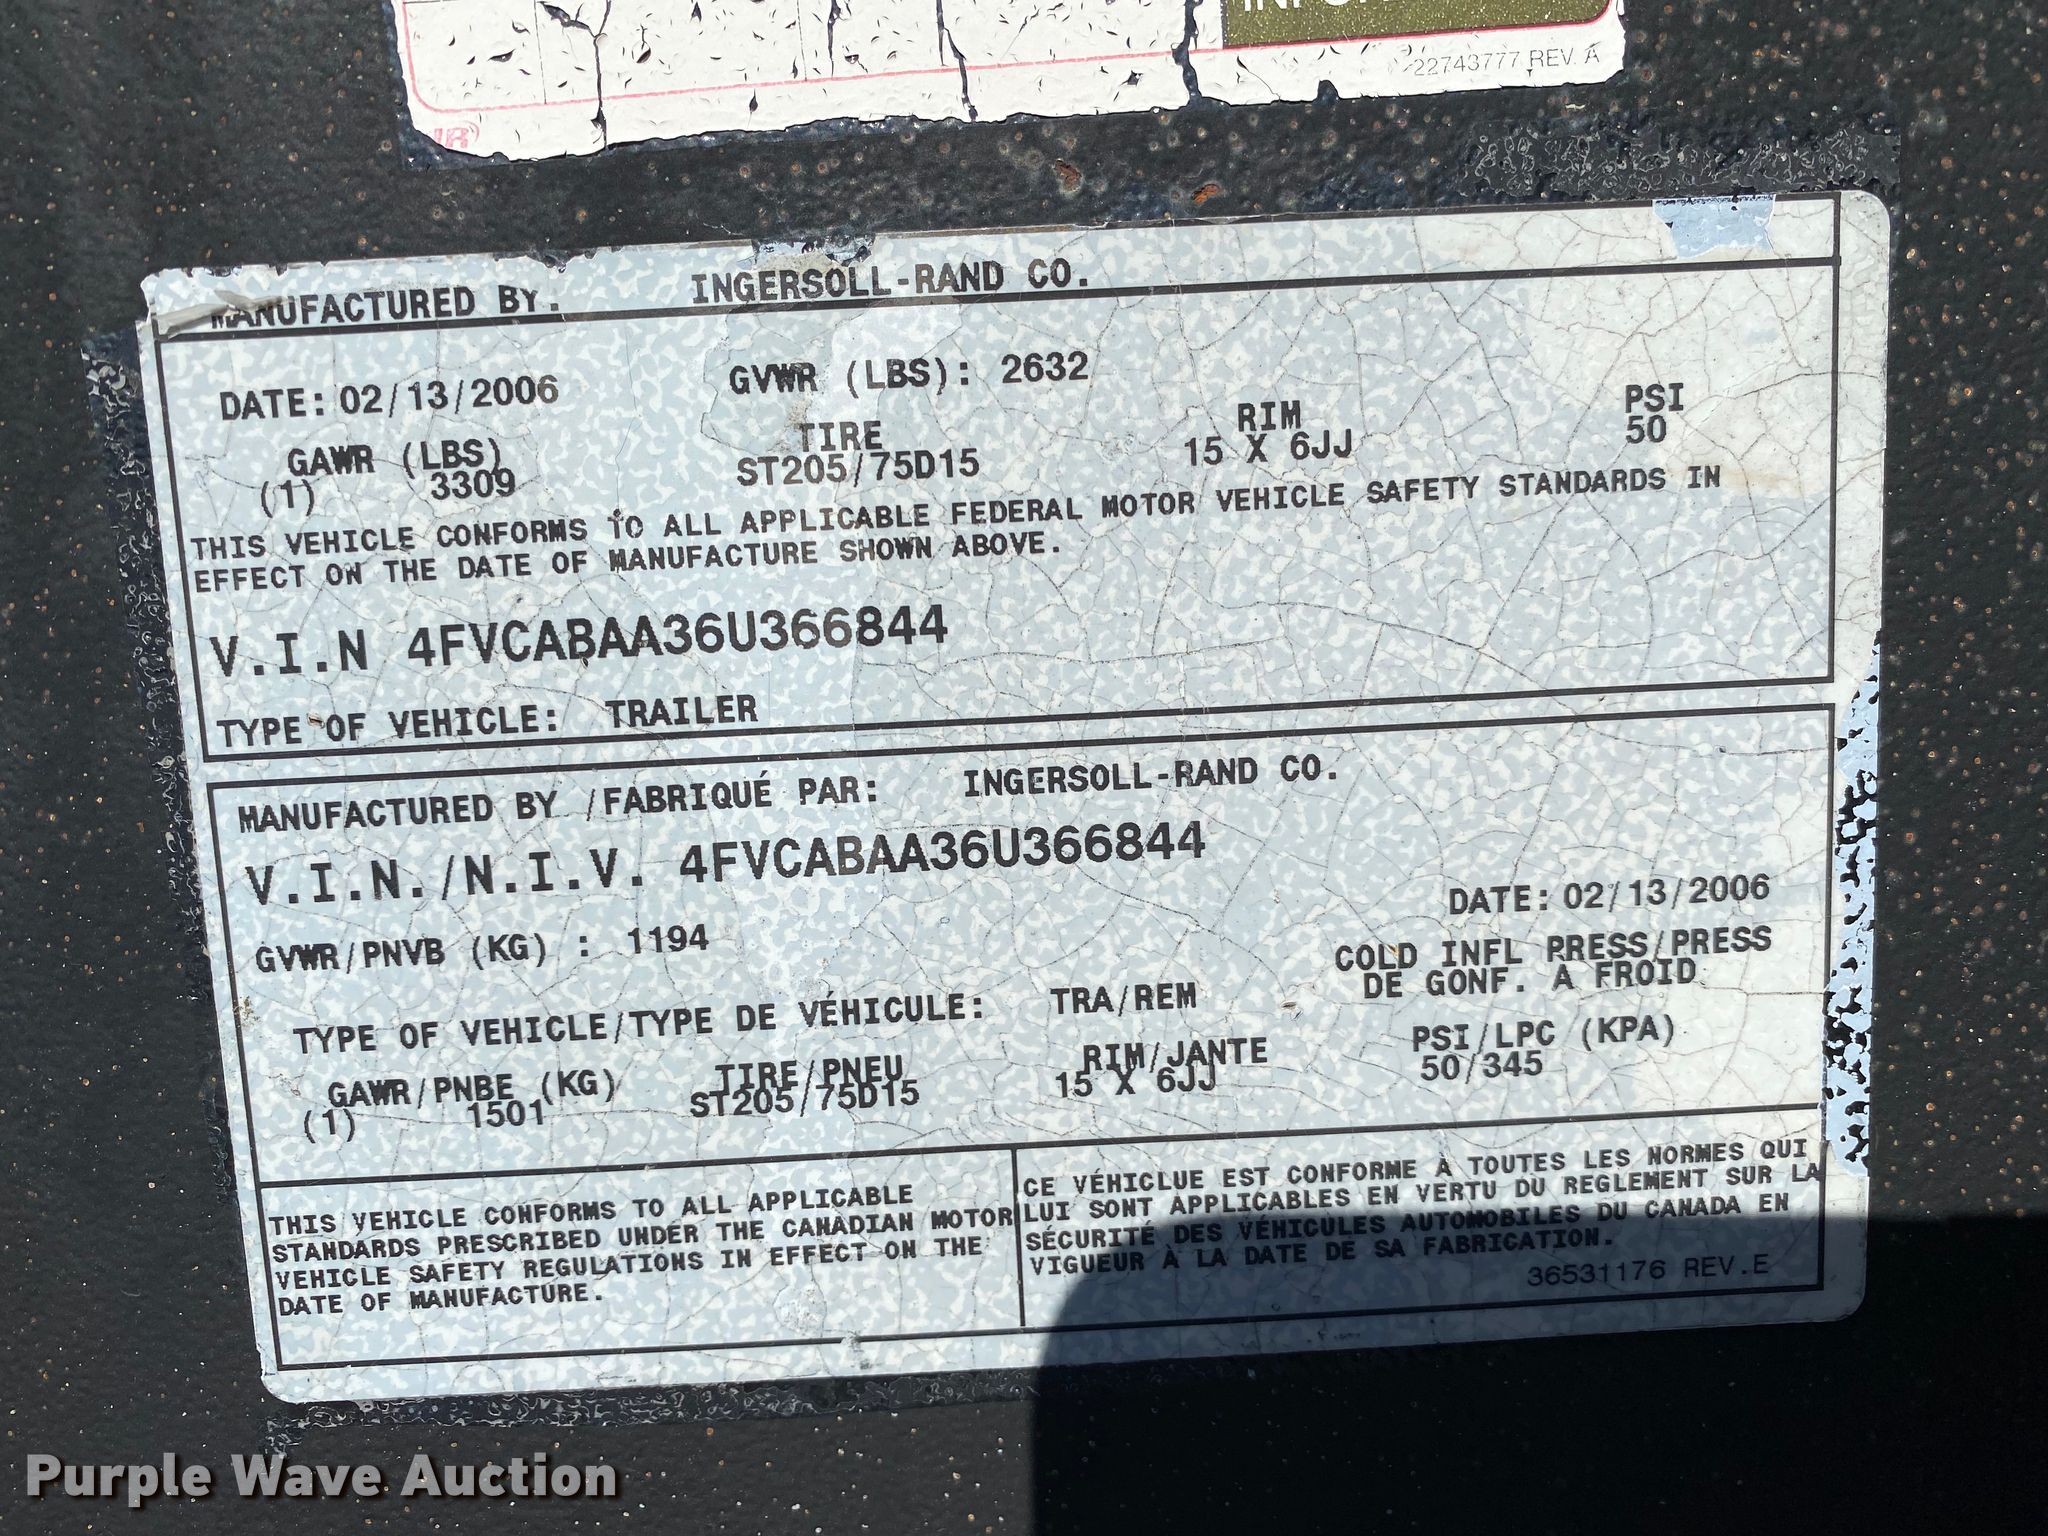 22743777 REV. A
MANUFACTURED BY. INGERSOLL-RAND CO.
DATE: 02/13/2006 GVWR (LBS): 2632
GAWR (LBS) TIRE RIM PSI
(1) 3309 ST205/75D15 15 X 6JJ 50
THIS VEHICLE CONFORMS TO ALL APPLICABLE FEDERAL MOTOR VEHICLE SAFETY STANDARDS IN
EFFECT ON THE DATE OF MANUFACTURE SHOWN ABOVE.
V.I.N 4FVCABAA36U366844
TYPE OF VEHICLE: TRAILER
MANUFACTURED BY /FABRIQUÉ PAR: INGERSOLL-RAND CO.
V.I.N./N.I.V. 4FVCABAA36U366844
DATE: 02/13/2006
GVWR/PNVB (KG) : 1194
COLD INFL PRESS/PRESS
DE GONF. A FROID
TYPE OF VEHICLE/TYPE DE VÉHICULE: TRA/REM
GAWR/PNBE (KG) TIRE/PNEU RIM/JANTE PSI/LPC (KPA)
(1) 1501 ST205/75D15 15 X 6JJ 50/345
THIS VEHICLE CONFORMS TO ALL APPLICABLE
STANDARDS PRESCRIBED UNDER THE CANADIAN MOTOR
VEHICLE SAFETY REGULATIONS IN EFFECT ON THE
DATE OF MANUFACTURE.
CE VÉHICLUE EST CONFORME À TOUTES LES NORMES QUI
LUI SONT APPLICABLES EN VERTU DU REGLEMENT SUR LA
SÉCURITÉ DES VÉHICULES AUTOMOBILES DU CANADA EN
VIGUEUR À LA DATE DE SA FABRICATION.
36531176 REV.E
Purple Wave Auction